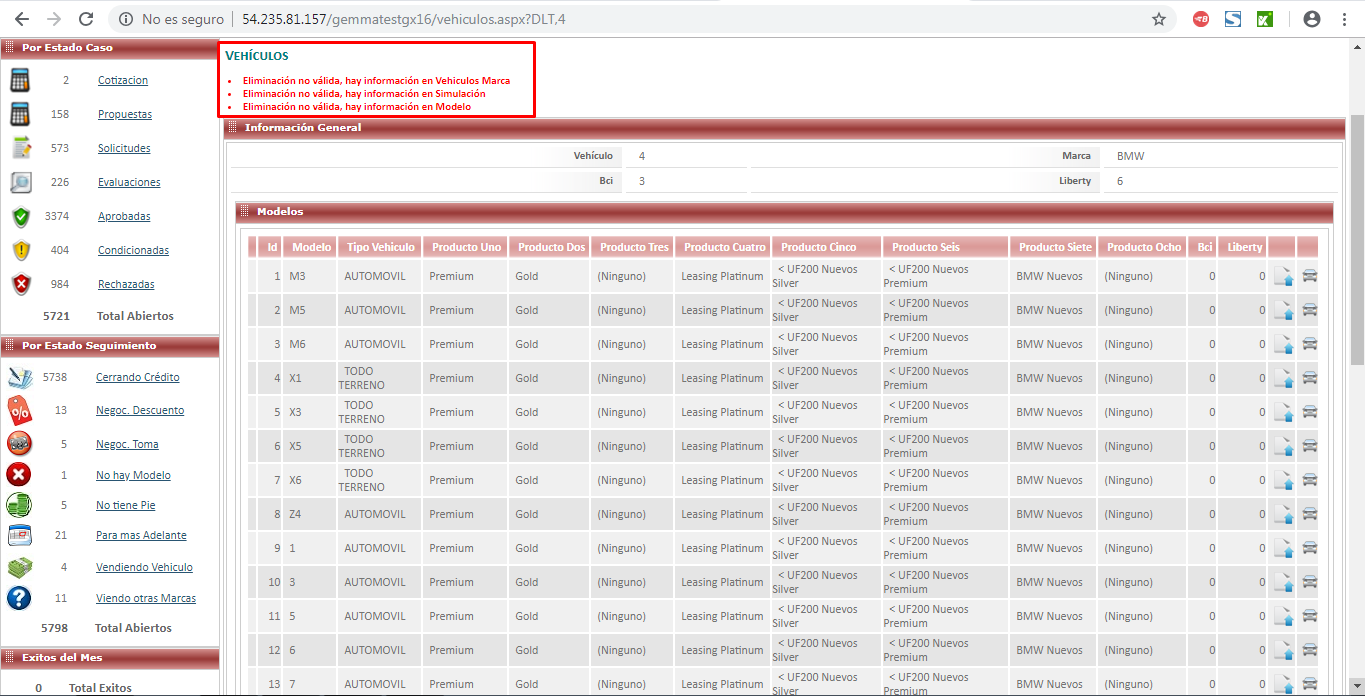 No es seguro | 54.235.81.157/gemmatestgx16/vehiculos.aspx?DLT,4
Por Estado Caso
2 Cotizacion
158 Propuestas
573 Solicitudes
226 Evaluaciones
3374 Aprobadas
404 Condicionadas
984 Rechazadas
5721 Total Abiertos
Por Estado Seguimiento
5738 Cerrando Crédito
13 Negoc. Descuento
5 Negoc. Toma
1 No hay Modelo
5 No tiene Pie
21 Para mas Adelante
4 Vendiendo Vehiculo
11 Viendo otras Marcas
5798 Total Abiertos
Exitos del Mes
0 Total Exitos
VEHÍCULOS
Eliminación no válida, hay información en Vehiculos Marca
Eliminación no válida, hay información en Simulación
Eliminación no válida, hay información en Modelo
Información General
Vehículo 4 Marca BMW
Bci 3 Liberty 6
Modelos
Id Modelo Tipo Vehiculo Producto Uno Producto Dos Producto Tres Producto Cuatro Producto Cinco Producto Seis Producto Siete Producto Ocho Bci Liberty
1 M3 AUTOMOVIL Premium Gold (Ninguno) Leasing Platinum < UF200 Nuevos Silver < UF200 Nuevos Premium BMW Nuevos (Ninguno) 0 0
2 M5 AUTOMOVIL Premium Gold (Ninguno) Leasing Platinum < UF200 Nuevos Silver < UF200 Nuevos Premium BMW Nuevos (Ninguno) 0 0
3 M6 AUTOMOVIL Premium Gold (Ninguno) Leasing Platinum < UF200 Nuevos Silver < UF200 Nuevos Premium BMW Nuevos (Ninguno) 0 0
4 X1 TODO TERRENO Premium Gold (Ninguno) Leasing Platinum < UF200 Nuevos Silver < UF200 Nuevos Premium BMW Nuevos (Ninguno) 0 0
5 X3 TODO TERRENO Premium Gold (Ninguno) Leasing Platinum < UF200 Nuevos Silver < UF200 Nuevos Premium BMW Nuevos (Ninguno) 0 0
6 X5 TODO TERRENO Premium Gold (Ninguno) Leasing Platinum < UF200 Nuevos Silver < UF200 Nuevos Premium BMW Nuevos (Ninguno) 0 0
7 X6 TODO TERRENO Premium Gold (Ninguno) Leasing Platinum < UF200 Nuevos Silver < UF200 Nuevos Premium BMW Nuevos (Ninguno) 0 0
8 Z4 AUTOMOVIL Premium Gold (Ninguno) Leasing Platinum < UF200 Nuevos Silver < UF200 Nuevos Premium BMW Nuevos (Ninguno) 0 0
9 1 AUTOMOVIL Premium Gold (Ninguno) Leasing Platinum < UF200 Nuevos Silver < UF200 Nuevos Premium BMW Nuevos (Ninguno) 0 0
10 3 AUTOMOVIL Premium Gold (Ninguno) Leasing Platinum < UF200 Nuevos Silver < UF200 Nuevos Premium BMW Nuevos (Ninguno) 0 0
11 5 AUTOMOVIL Premium Gold (Ninguno) Leasing Platinum < UF200 Nuevos Silver < UF200 Nuevos Premium BMW Nuevos (Ninguno) 0 0
12 6 AUTOMOVIL Premium Gold (Ninguno) Leasing Platinum < UF200 Nuevos Silver < UF200 Nuevos Premium BMW Nuevos (Ninguno) 0 0
13 7 AUTOMOVIL Premium Gold (Ninguno) Leasing Platinum < UF200 Nuevos Silver < UF200 Nuevos Premium BMW Nuevos (Ninguno) 0 0